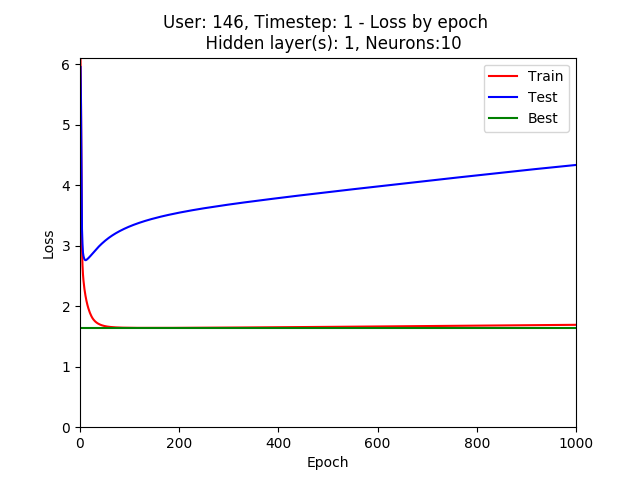 User: 146, Timestep: 1 - Loss by epoch
Hidden layer(s): 1, Neurons:10
Train
Test
Best
6
5
4
3
2
1
0
Loss
0 200 400 600 800 1000
Epoch